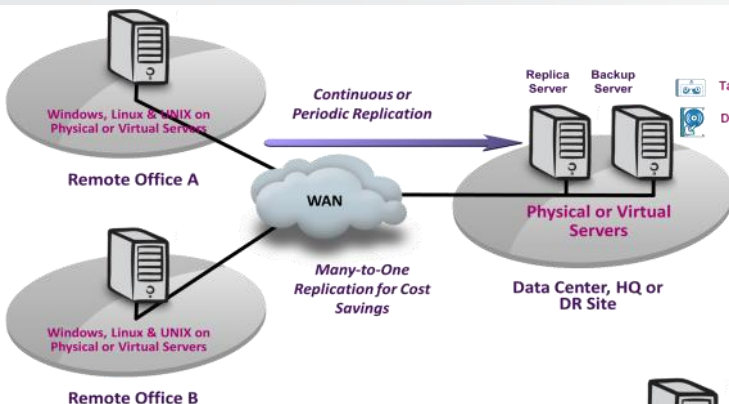 Windows, Linux & UNIX on
Physical or Virtual Servers
Remote Office A
Continuous or
Periodic Replication
Replica
Server
Backup
Server
WAN
Physical or Virtual
Servers
Many-to-One
Replication for Cost
Savings
Data Center, HQ or
DR Site
Windows, Linux & UNIX on
Physical or Virtual Servers
Remote Office B